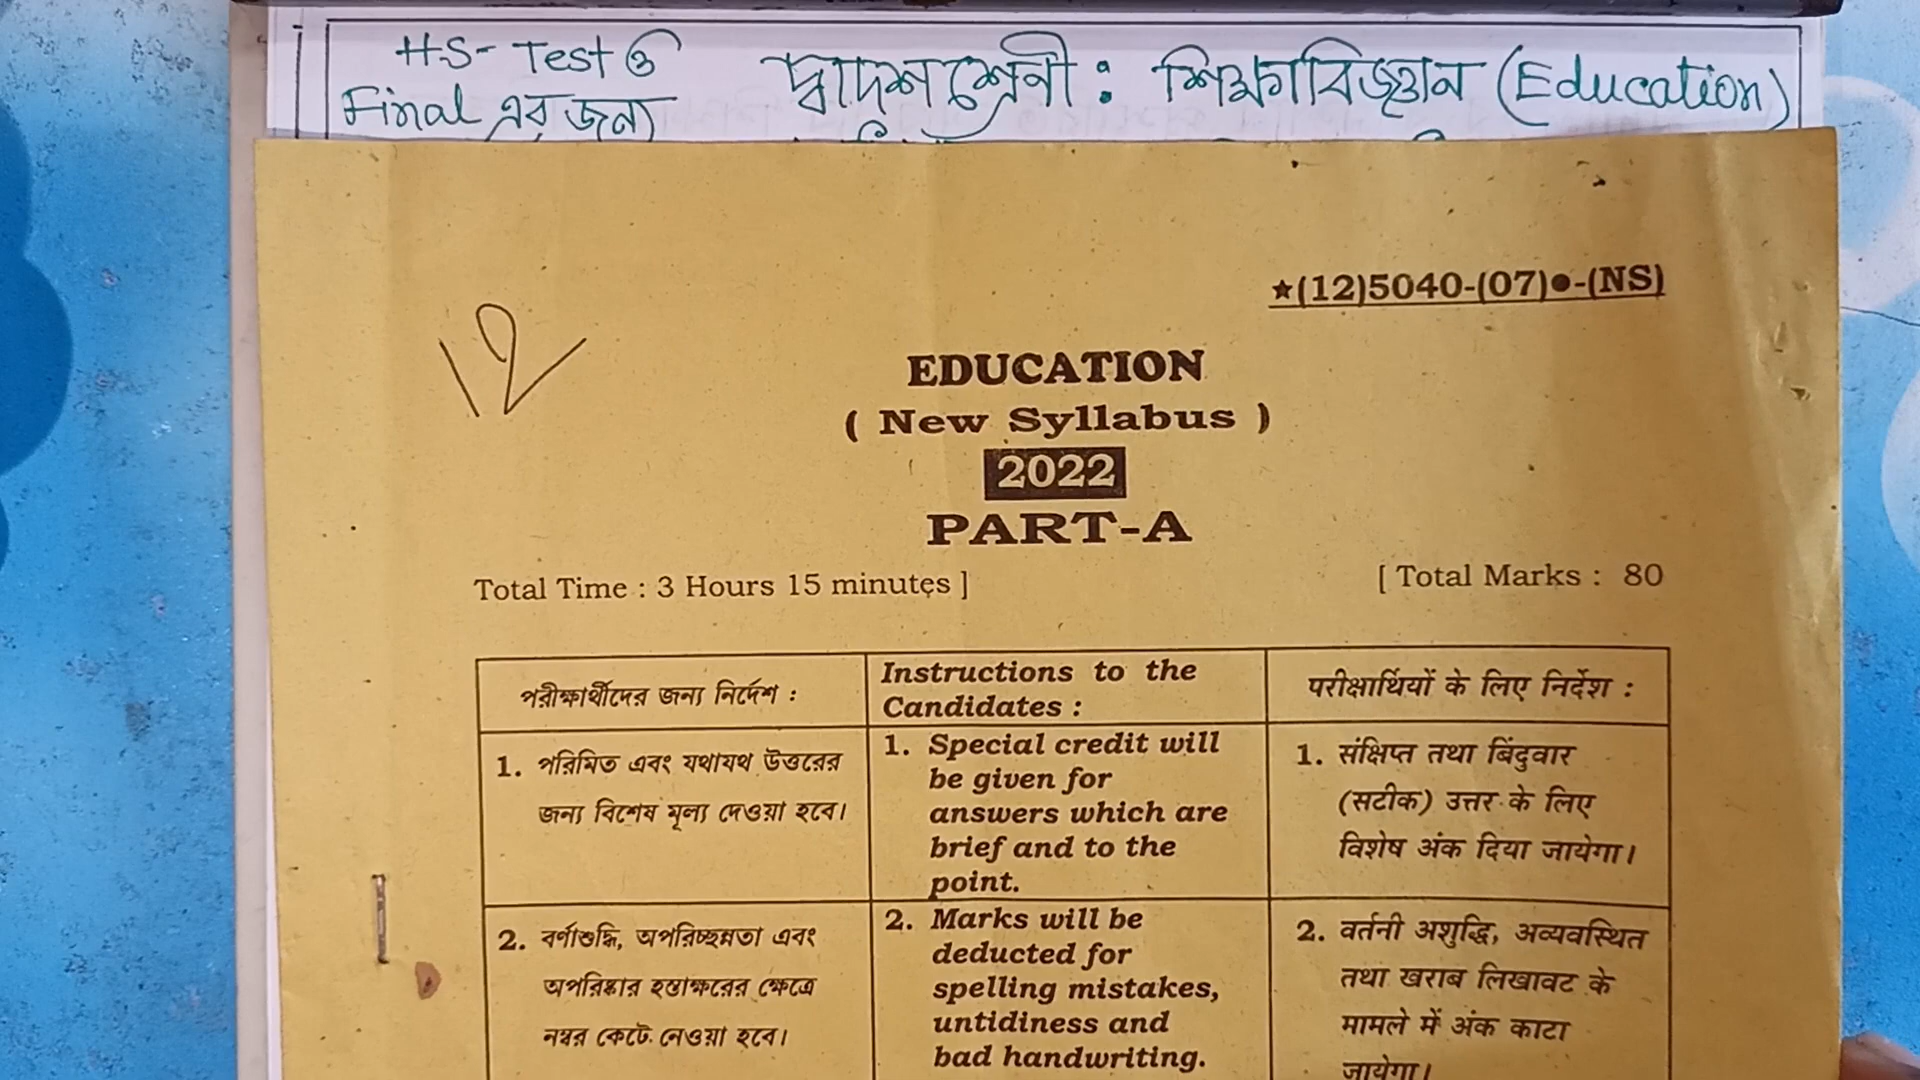 HS- Test ও
Final এর জন্য
দ্বাদশ শ্রেনী : শিক্ষাবিজ্ঞান (Education)
★(12)5040-(07)●-(NS)
12
EDUCATION
( New Syllabus )
2022
PART-A
Total Time : 3 Hours 15 minutes ]
[ Total Marks : 80
পরীক্ষার্থীদের জন্য নির্দেশ :
1. পরিমিত এবং যথাযথ উত্তরের
জন্য বিশেষ মূল্য দেওয়া হবে।
2. বর্ণাশুদ্ধি, অপরিচ্ছন্নতা এবং
অপরিষ্কার হস্তাক্ষরের ক্ষেত্রে
নম্বর কেটে নেওয়া হবে।
Instructions to the
Candidates :
1. Special credit will
be given for
answers which are
brief and to the
point.
2. Marks will be
deducted for
spelling mistakes,
untidiness and
bad handwriting.
परीक्षार्थियों के लिए निर्देश :
1. संक्षिप्त तथा बिंदुवार
(सटीक) उत्तर के लिए
विशेष अंक दिया जायेगा।
2. वर्तनी अशुद्धि, अव्यवस्थित
तथा खराब लिखावट के
मामले में अंक काटा
जायेगा।